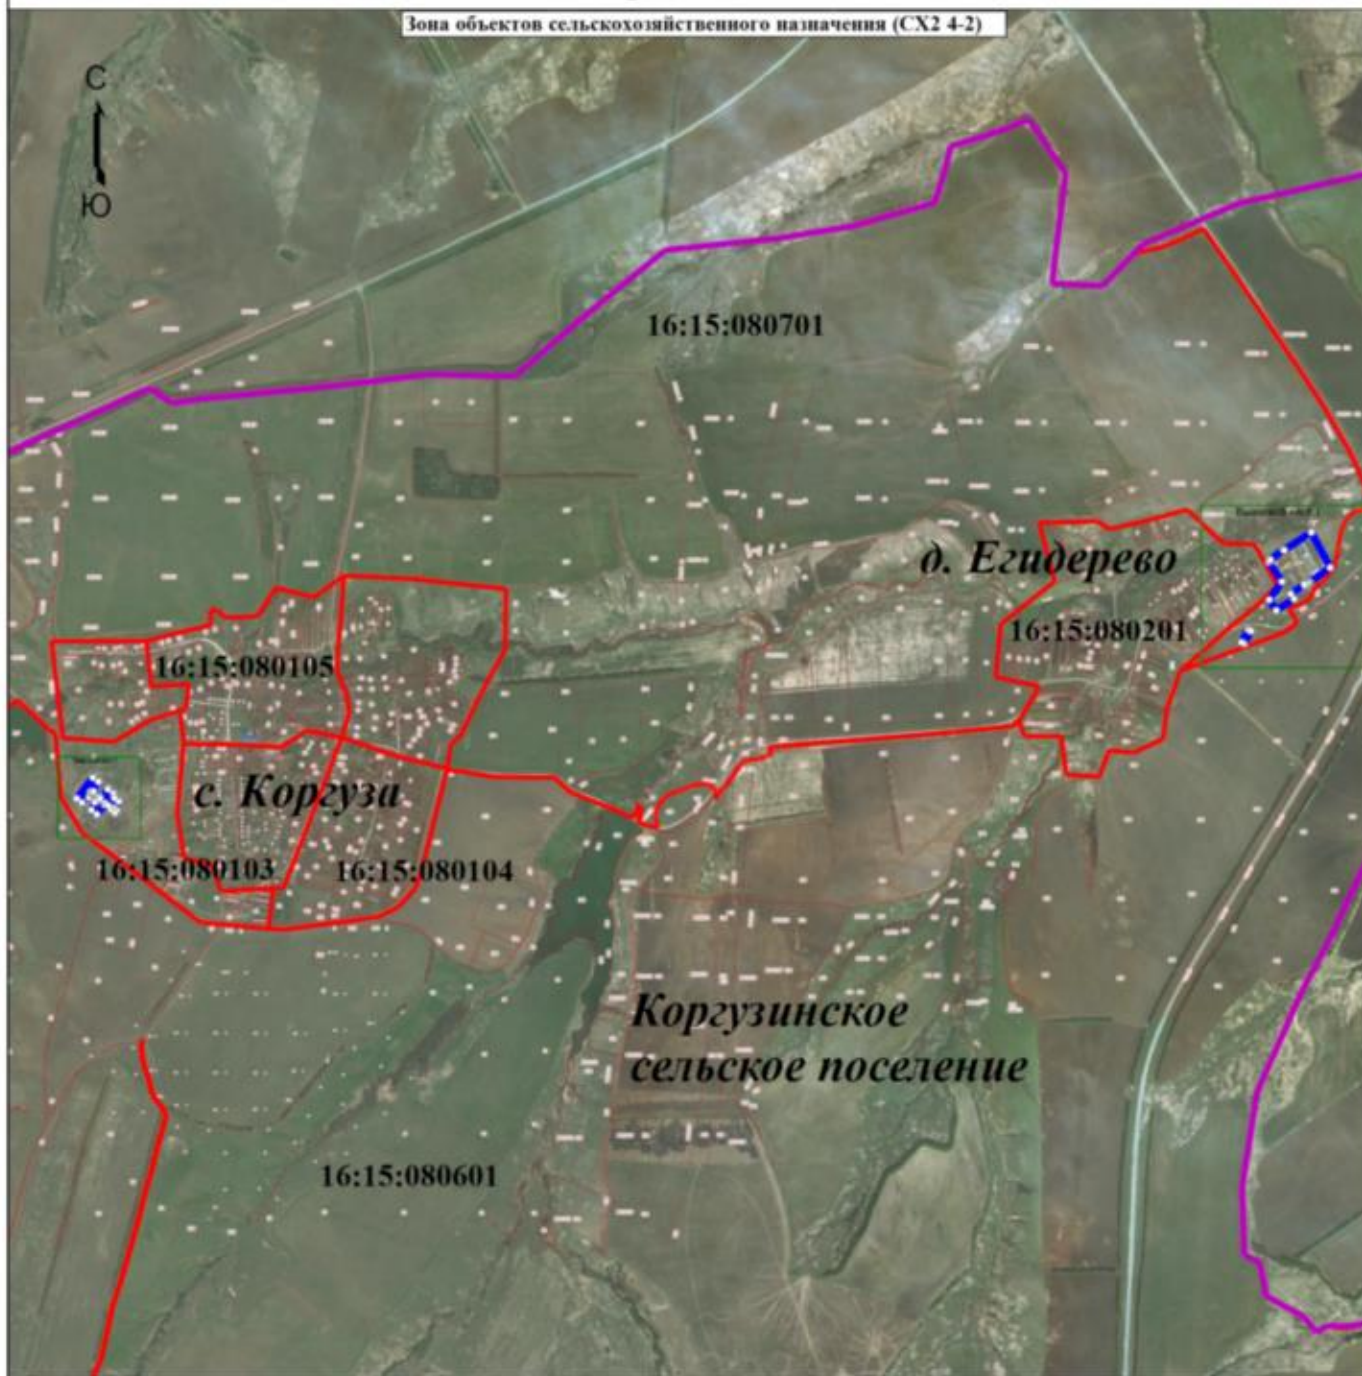 Зона объектов сельскохозяйственного назначения (СХ2 4-2)
С
Ю
16:15:080701
д. Егидерево
16:15:080201
16:15:080105
с. Коргуза
16:15:080103
16:15:080104
Коргузинское
сельское поселение
16:15:080601